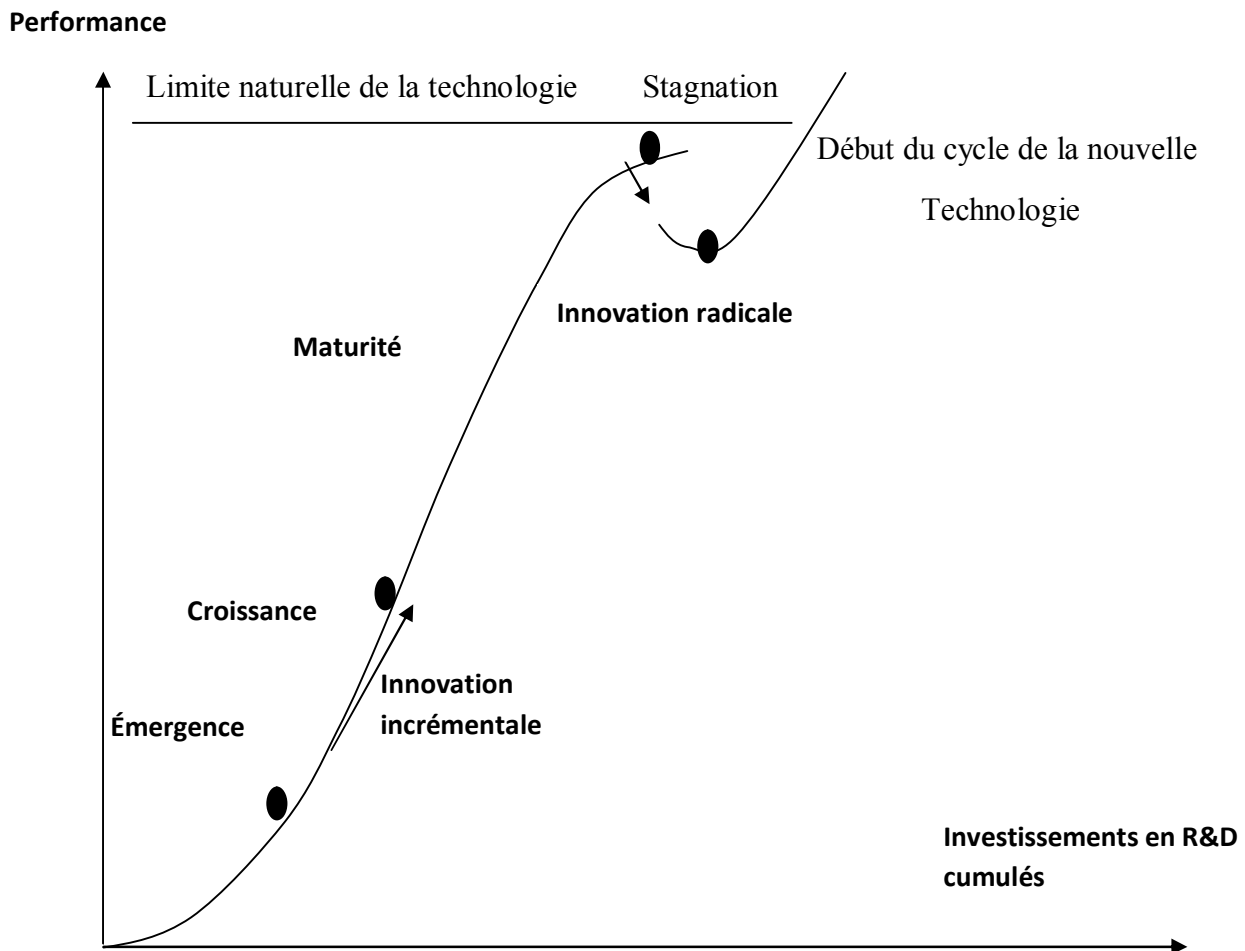 Performance
Limite naturelle de la technologie
Stagnation
Début du cycle de la nouvelle
Technologie
Innovation radicale
Maturité
Croissance
Innovation
incrémentale
Émergence
Investissements en R&D
cumulés